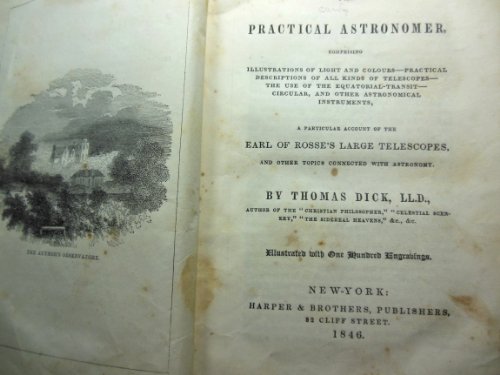 THE AUTHOR'S OBSERVATORY.
PRACTICAL ASTRONOMER,
COMPRISING
ILLUSTRATIONS OF LIGHT AND COLOURS—PRACTICAL
DESCRIPTIONS OF ALL KINDS OF TELESCOPES—
THE USE OF THE EQUATORIAL-TRANSIT—
CIRCULAR, AND OTHER ASTRONOMICAL
INSTRUMENTS,
A PARTICULAR ACCOUNT OF THE
EARL OF ROSSE'S LARGE TELESCOPES,
AND OTHER TOPICS CONNECTED WITH ASTRONOMY.
BY THOMAS DICK, LL.D.,
AUTHOR OF THE "CHRISTIAN PHILOSOPHER," "CELESTIAL SCEN-
ERY," "THE SIDEREAL HEAVENS," &c., &c.
Illustrated with One Hundred Engravings.
NEW-YORK:
HARPER & BROTHERS, PUBLISHERS,
82 CLIFF STREET.
1846.